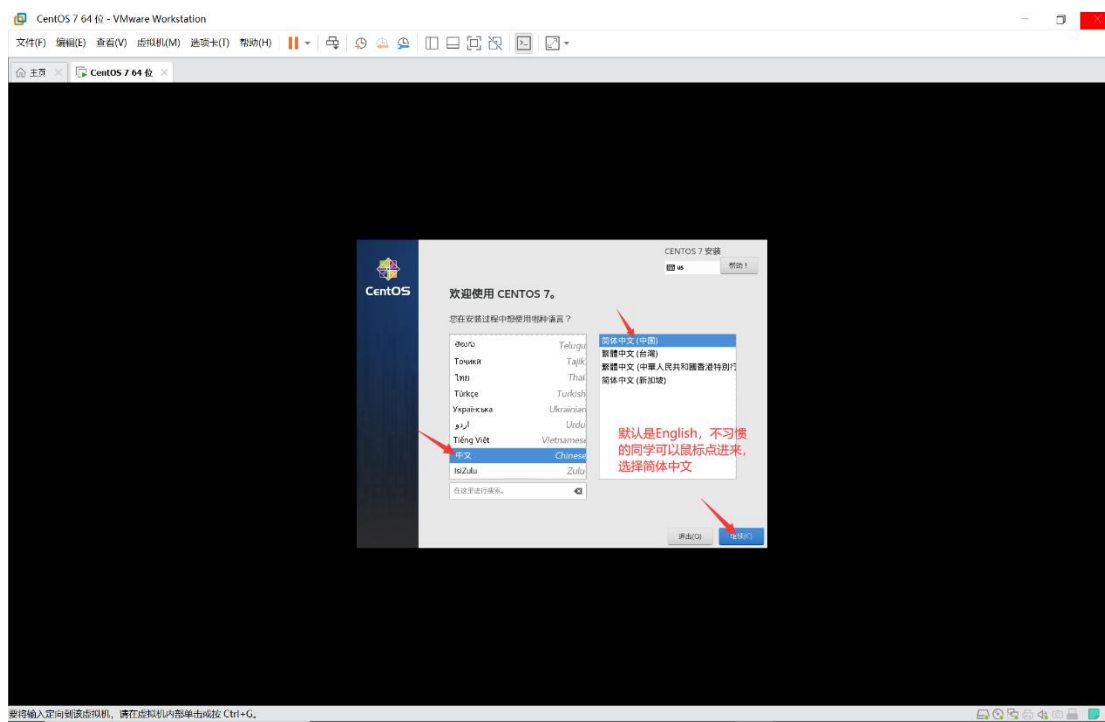 CentOS 7 64 位 - VMware Workstation
文件(F) 编辑(E) 查看(V) 虚拟机(M) 选项卡(T) 帮助(H)
主页 CentOS 7 64 位
CENTOS 7 安装
us 帮助！
CentOS
欢迎使用 CENTOS 7。
您在安装过程中想使用哪种语言？
తెలుగు Telugu
Тоҷикӣ Tajik
ไทย Thai
Türkçe Turkish
Українська Ukrainian
اردو Urdu
Tiếng Việt Vietnamese
中文 Chinese
IsiZulu Zulu
在这里进行搜索。
简体中文 (中国)
繁體中文 (台灣)
繁體中文 (中華人民共和國香港特別行
简体中文 (新加坡)
默认是English，不习惯
的同学可以鼠标点进来，
选择简体中文
退出(Q) 继续(C)
要将输入定向到该虚拟机，请在虚拟机内部单击或按 Ctrl+G。